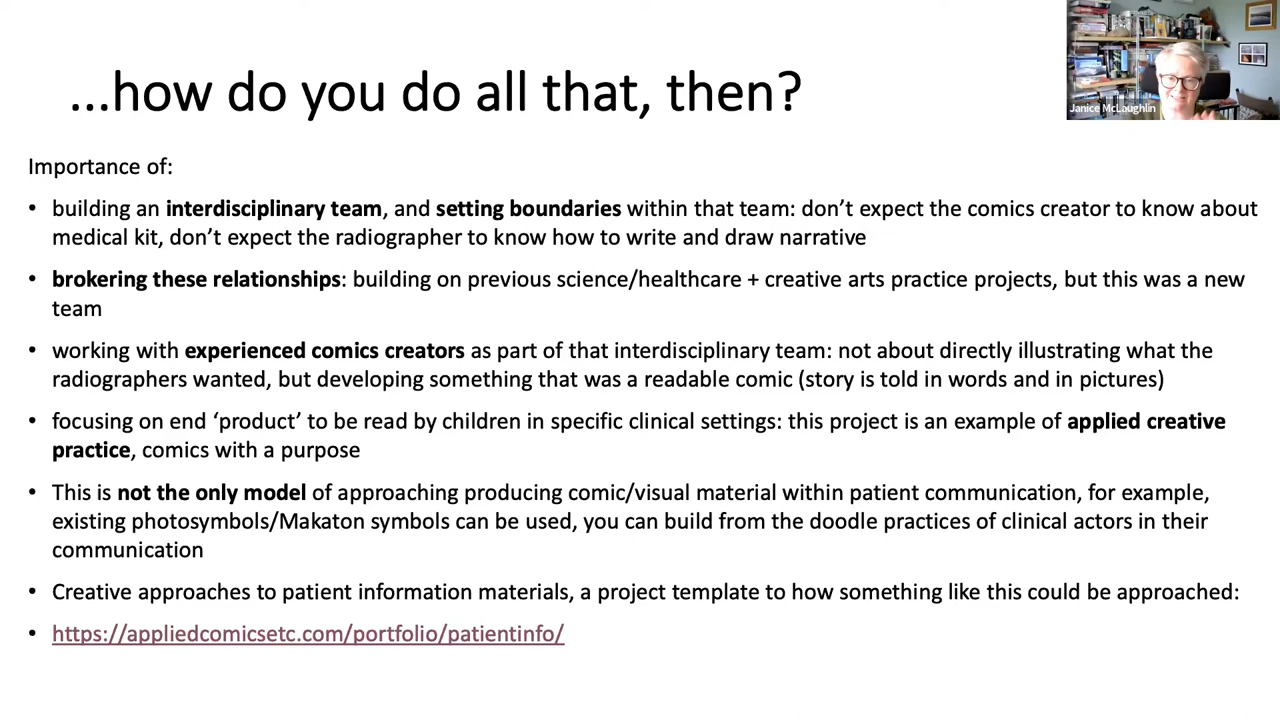 ...how do you do all that, then?
Janice McLaughlin
Importance of:
• building an interdisciplinary team, and setting boundaries within that team: don’t expect the comics creator to know about
medical kit, don’t expect the radiographer to know how to write and draw narrative
• brokering these relationships: building on previous science/healthcare + creative arts practice projects, but this was a new
team
• working with experienced comics creators as part of that interdisciplinary team: not about directly illustrating what the
radiographers wanted, but developing something that was a readable comic (story is told in words and in pictures)
• focusing on end ‘product’ to be read by children in specific clinical settings: this project is an example of applied creative
practice, comics with a purpose
• This is not the only model of approaching producing comic/visual material within patient communication, for example,
existing photosymbols/Makaton symbols can be used, you can build from the doodle practices of clinical actors in their
communication
• Creative approaches to patient information materials, a project template to how something like this could be approached:
• https://appliedcomicsetc.com/portfolio/patientinfo/